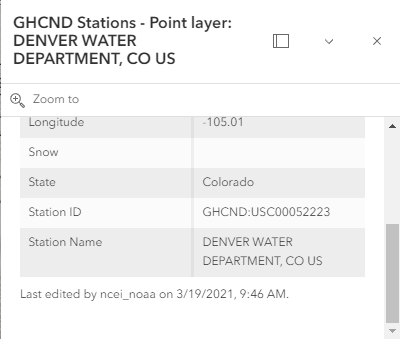 GHCND Stations - Point layer:
DENVER WATER
DEPARTMENT, CO US
Zoom to
Longitude -105.01
Snow
State Colorado
Station ID GHCND:USC00052223
Station Name DENVER WATER
DEPARTMENT, CO US
Last edited by ncei_noaa on 3/19/2021, 9:46 AM.